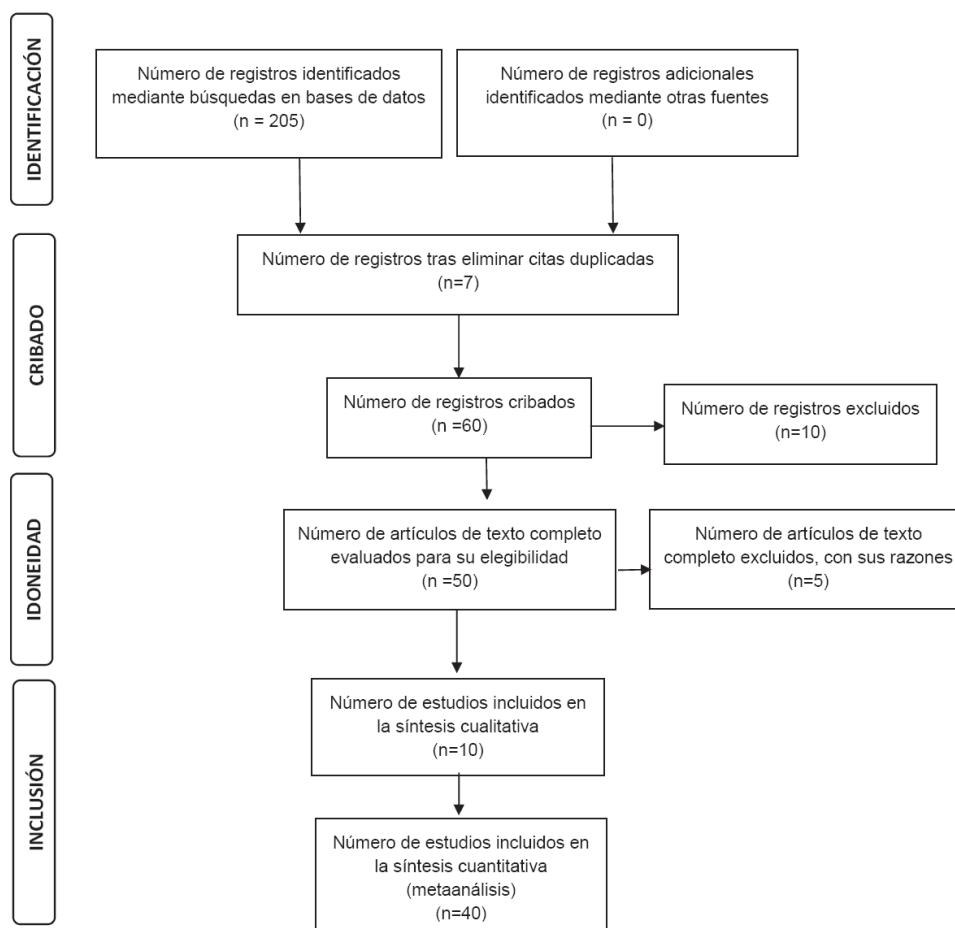 IDENTIFICACIÓN
Número de registros identificados
mediante búsquedas en bases de datos
(n = 205)
Número de registros adicionales
identificados mediante otras fuentes
(n = 0)
CRIBADO
Número de registros tras eliminar citas duplicadas
(n=7)
Número de registros cribados
(n =60)
Número de registros excluidos
(n=10)
IDONEIDAD
Número de artículos de texto completo
evaluados para su elegibilidad
(n =50)
Número de artículos de texto
completo excluidos, con sus razones
(n=5)
INCLUSIÓN
Número de estudios incluidos en
la síntesis cualitativa
(n=10)
Número de estudios incluidos en
la síntesis cuantitativa
(metaanálisis)
(n=40)